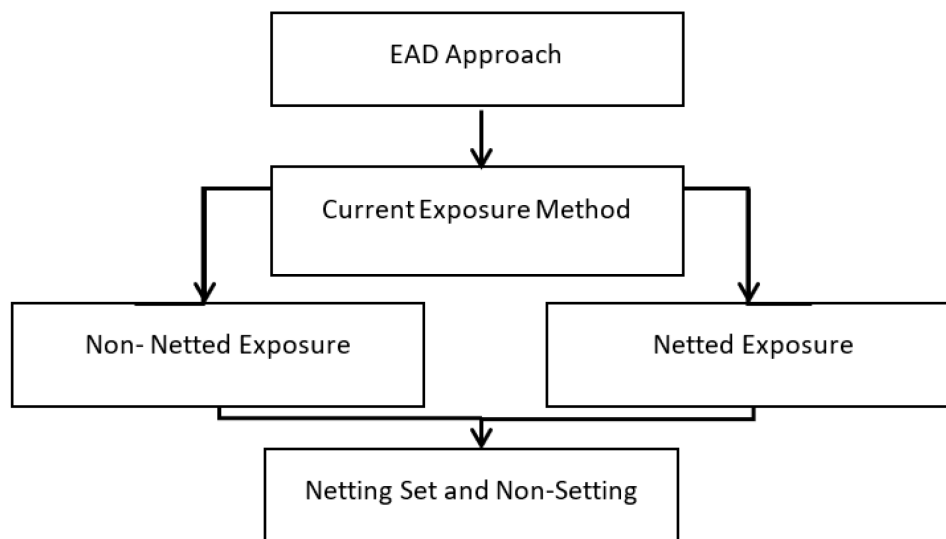 EAD Approach
Current Exposure Method
Non- Netted Exposure
Netted Exposure
Netting Set and Non-Setting